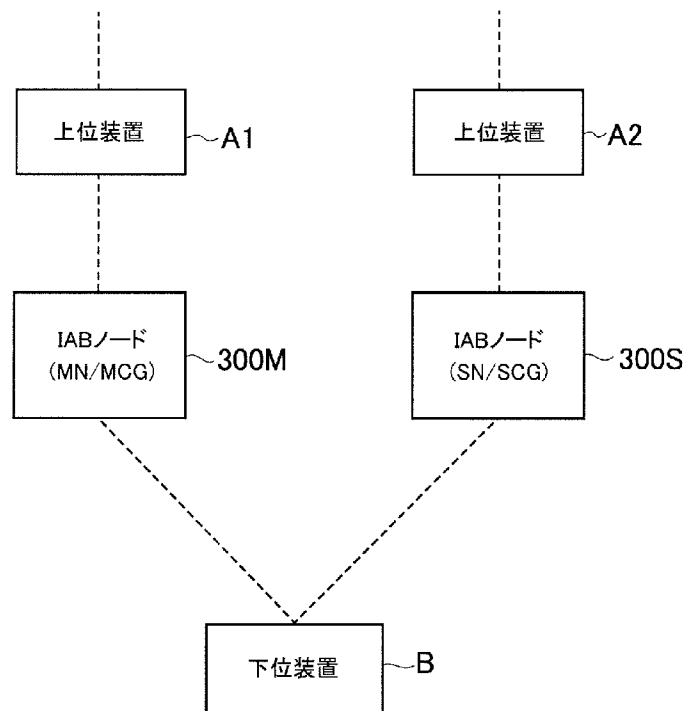 上位装置
A1
上位装置
A2
IABノード
(MN/MCG)
300M
IABノード
(SN/SCG)
300S
下位装置
B